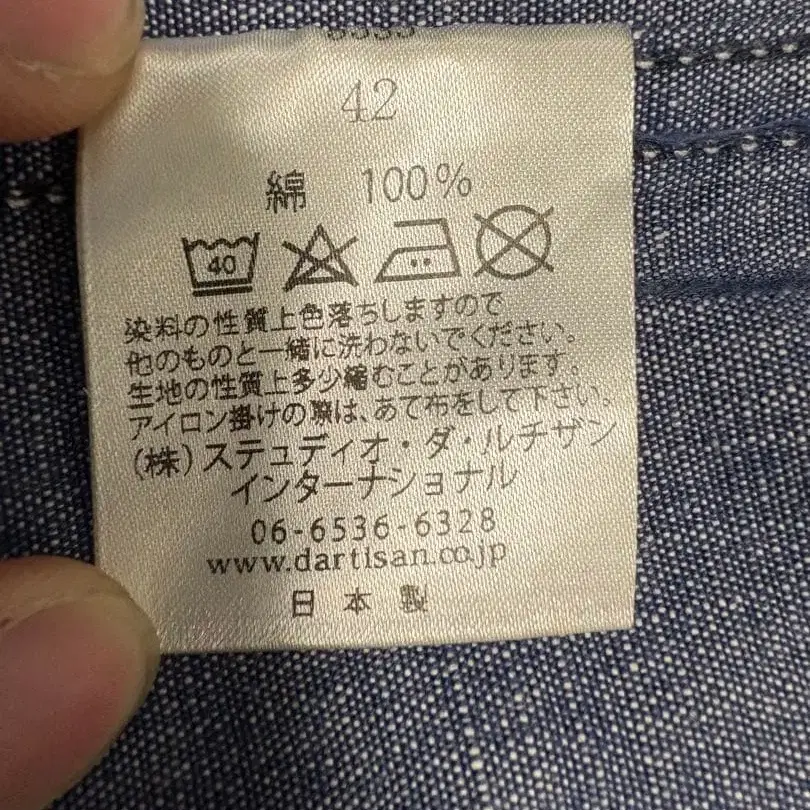 42
綿 100%
40
染料の性質上色落ちしますので
他のものと一緒に洗わないでください。
生地の性質上多少縮むことがあります。
アイロン掛けの際は、あて布をして下さい。
(株)ステュディオ・ダ・ルチザン
インターナショナル
06-6536-6328
www.dartisan.co.jp
日本製